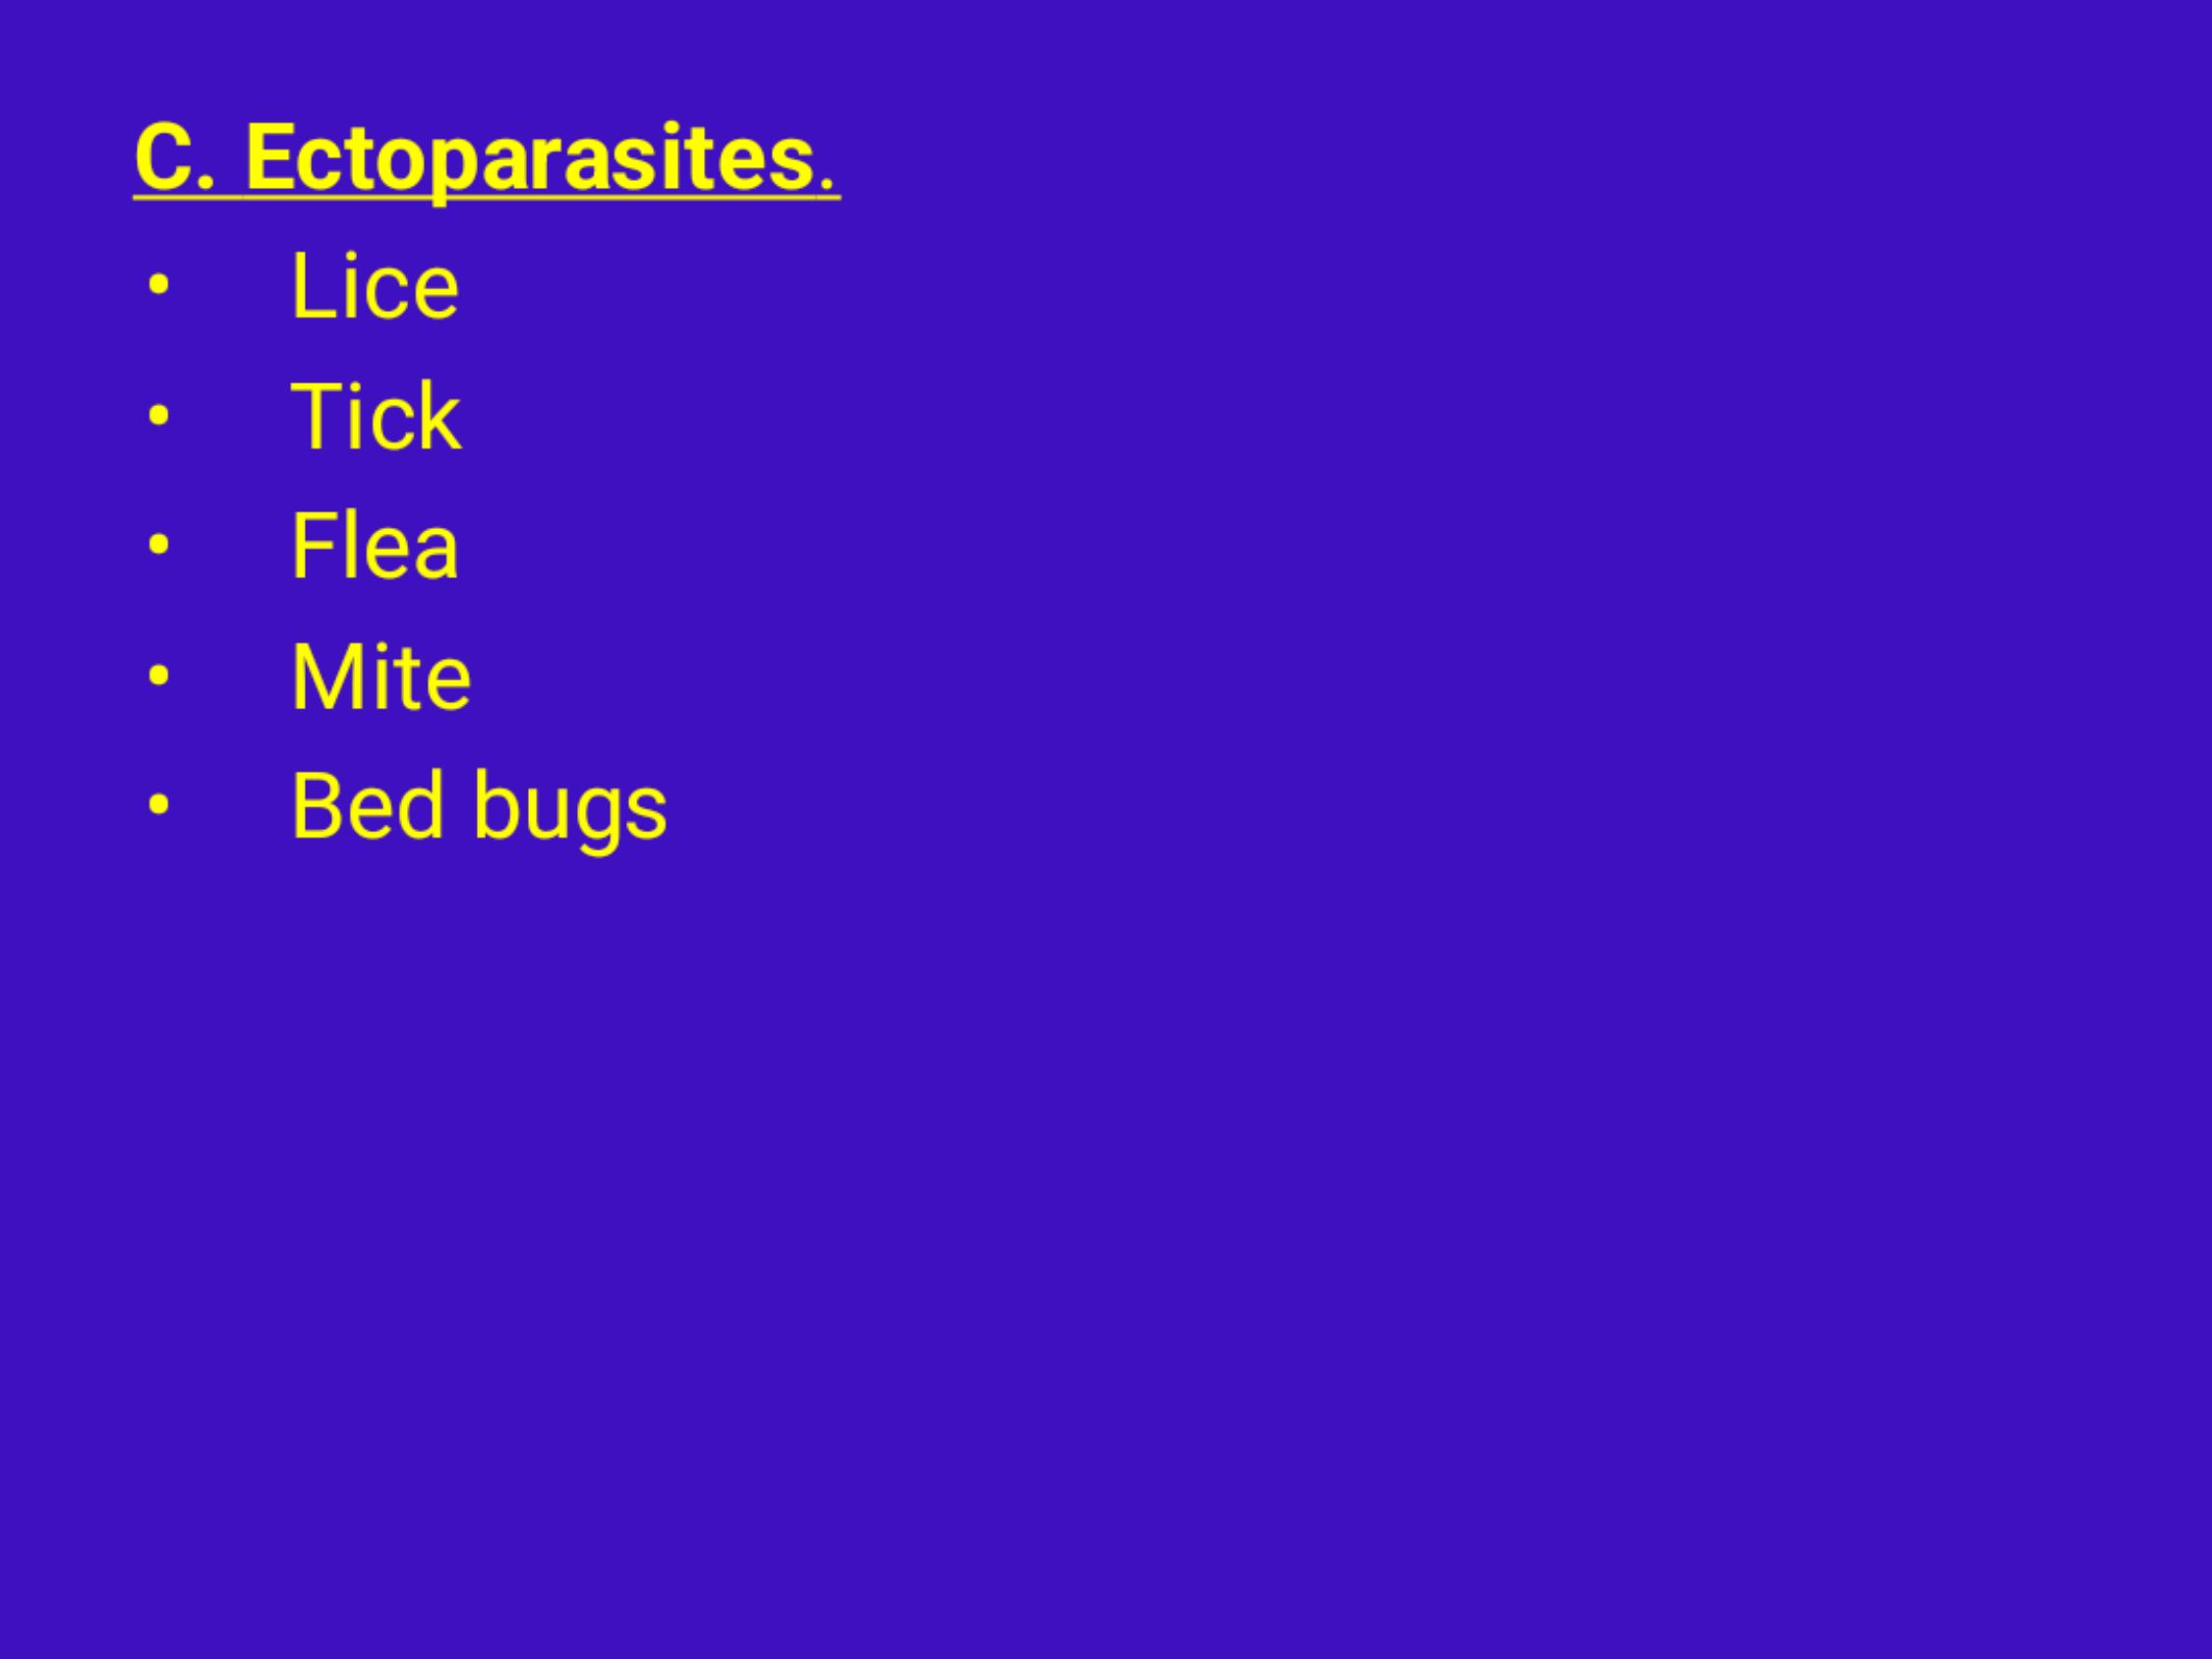 C. Ectoparasites.
• Lice
• Tick
• Flea
• Mite
• Bed bugs